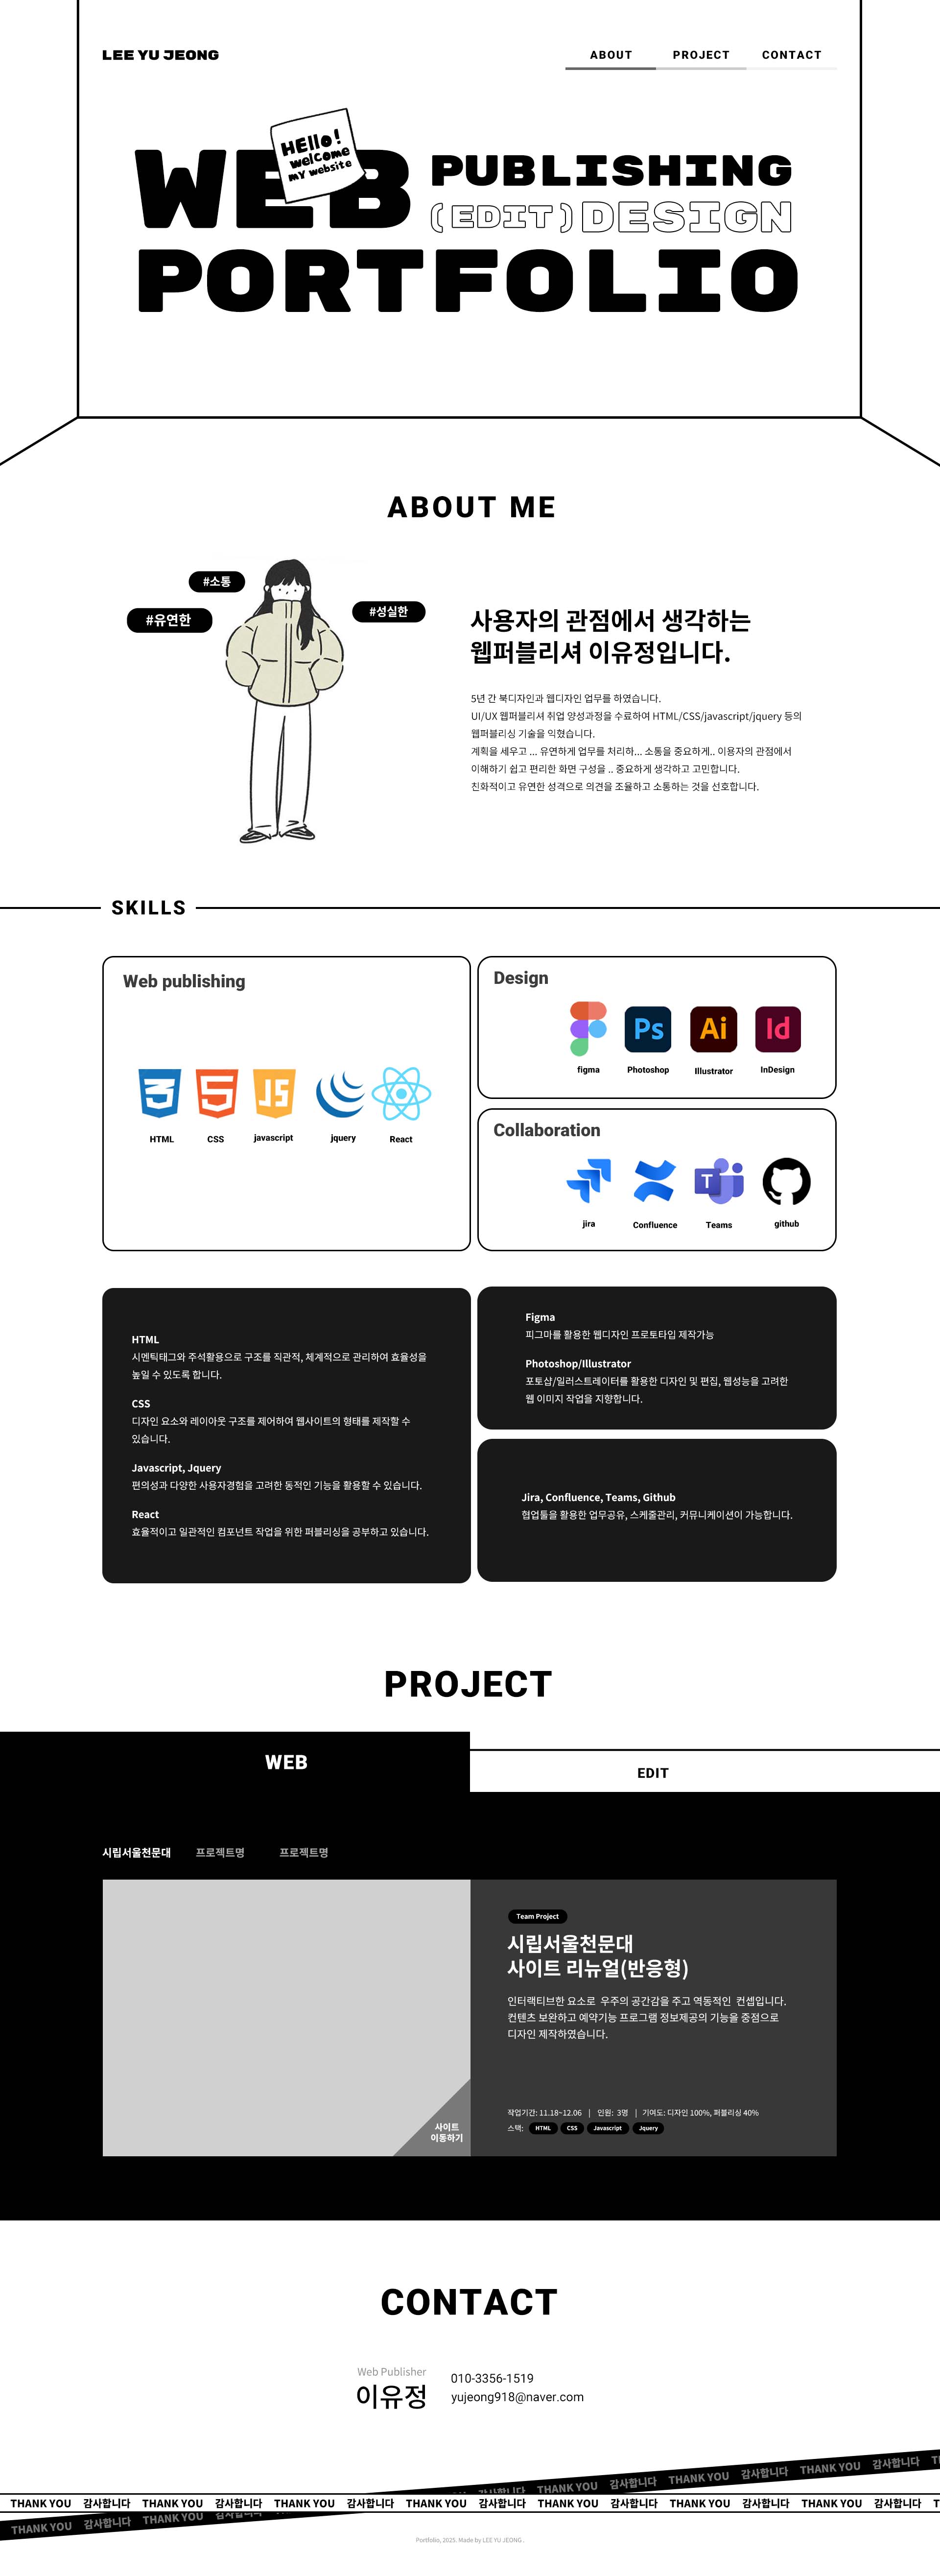 LEE YU JEONG
ABOUT
PROJECT
CONTACT
HEllo!
welcome
my website
WEB
PUBLISHING
(EDIT) DESIGN
PORTFOLIO
ABOUT ME
#소통
#유연한
#성실한
사용자의 관점에서 생각하는
웹퍼블리셔 이유정입니다.
5년 간 북디자인과 웹디자인 업무를 하였습니다.
UI/UX 웹퍼블리셔 취업 양성과정을 수료하여 HTML/CSS/javascript/jquery 등의
웹퍼블리싱 기술을 익혔습니다.
계획을 세우고 ... 유연하게 업무를 처리하... 소통을 중요하게.. 이용자의 관점에서
이해하기 쉽고 편리한 화면 구성을 .. 중요하게 생각하고 고민합니다.
친화적이고 유연한 성격으로 의견을 조율하고 소통하는 것을 선호합니다.
SKILLS
Web publishing
3
5
JS
HTML
CSS
javascript
jquery
React
Design
Ps
Ai
Id
figma
Photoshop
Illustrator
InDesign
Collaboration
T
jira
Confluence
Teams
github
HTML
시멘틱태그와 주석활용으로 구조를 직관적, 체계적으로 관리하여 효율성을
높일 수 있도록 합니다.
CSS
디자인 요소와 레이아웃 구조를 제어하여 웹사이트의 형태를 제작할 수
있습니다.
Javascript, Jquery
편의성과 다양한 사용자경험을 고려한 동적인 기능을 활용할 수 있습니다.
React
효율적이고 일관적인 컴포넌트 작업을 위한 퍼블리싱을 공부하고 있습니다.
Figma
피그마를 활용한 웹디자인 프로토타입 제작가능
Photoshop/Illustrator
포토샵/일러스트레이터를 활용한 디자인 및 편집, 웹성능을 고려한
웹 이미지 작업을 지향합니다.
Jira, Confluence, Teams, Github
협업툴을 활용한 업무공유, 스케줄관리, 커뮤니케이션이 가능합니다.
PROJECT
WEB
EDIT
시립서울천문대
프로젝트명
프로젝트명
Team Project
시립서울천문대
사이트 리뉴얼(반응형)
인터랙티브한 요소로 우주의 공간감을 주고 역동적인 컨셉입니다.
컨텐츠 보완하고 예약기능 프로그램 정보제공의 기능을 중점으로
디자인 제작하였습니다.
사이트
이동하기
작업기간: 11.18~12.06 | 인원: 3명 | 기여도: 디자인 100%, 퍼블리싱 40%
스택: HTML CSS Javascript Jquery
CONTACT
Web Publisher
이유정
010-3356-1519
yujeong918@naver.com
THANK YOU 감사합니다 THANK YOU 감사합니다
THANK YOU 감사합니다 THANK YOU 감사합니다 THANK YOU 감사합니다 THANK YOU 감사합니다 THANK YOU 감사합니다 THANK YOU 감사합니다 THANK YOU 감사합니다
THANK YOU 감사합니다 THANK YOU
Portfolio, 2025. Made by LEE YU JEONG..